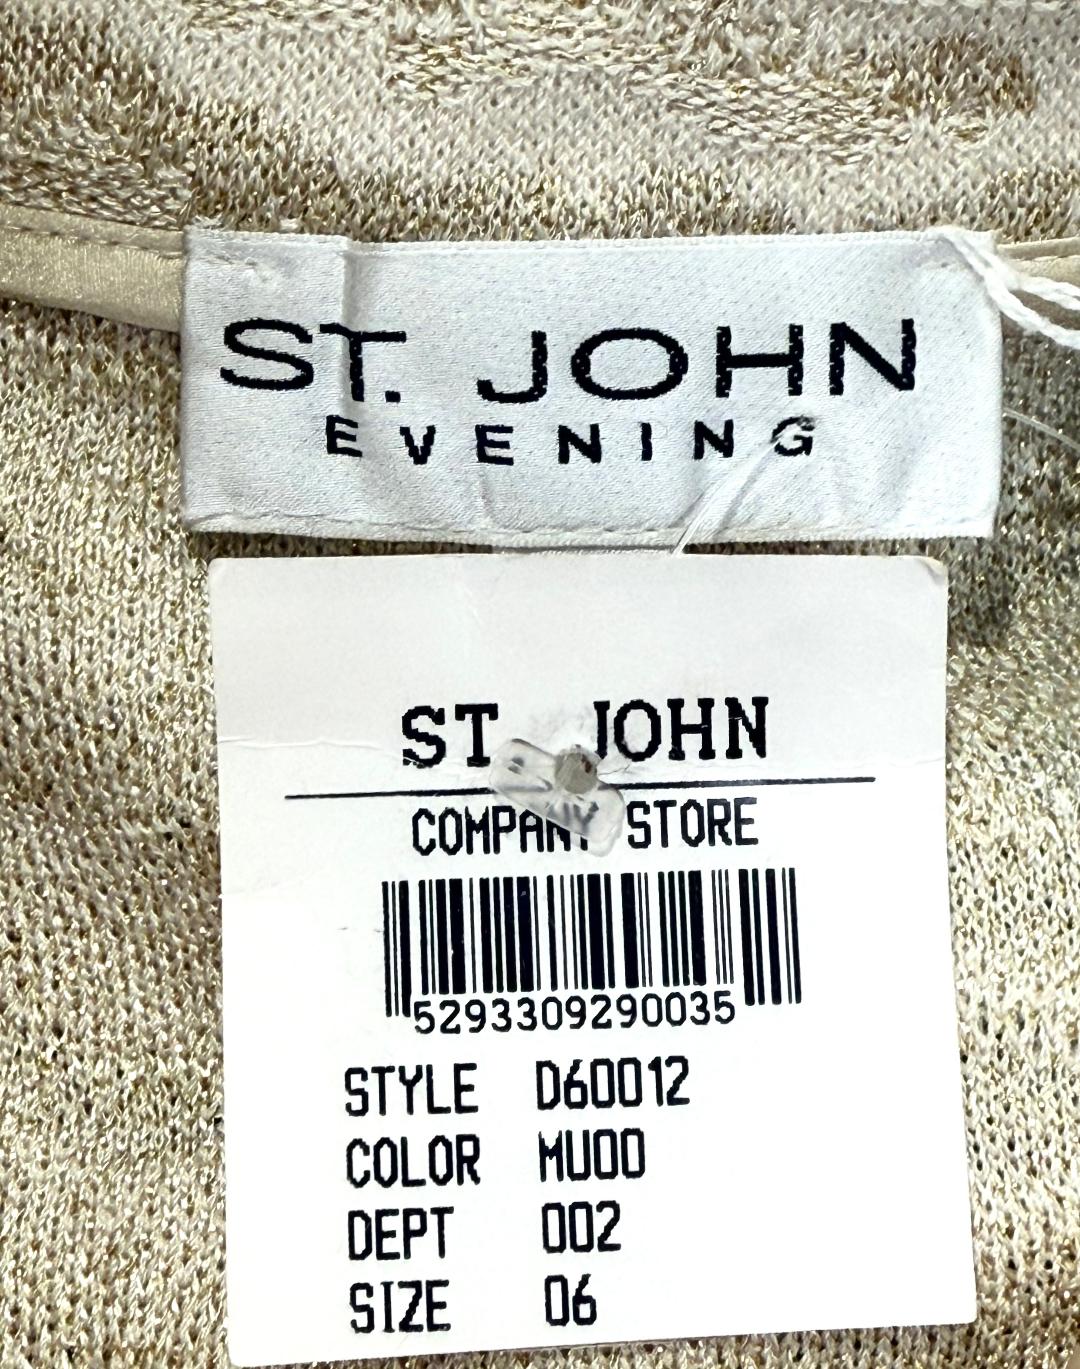 ST. JOHN
EVENING
ST JOHN
COMPANY STORE
5293309290035
STYLE D60012
COLOR MU00
DEPT 002
SIZE 06